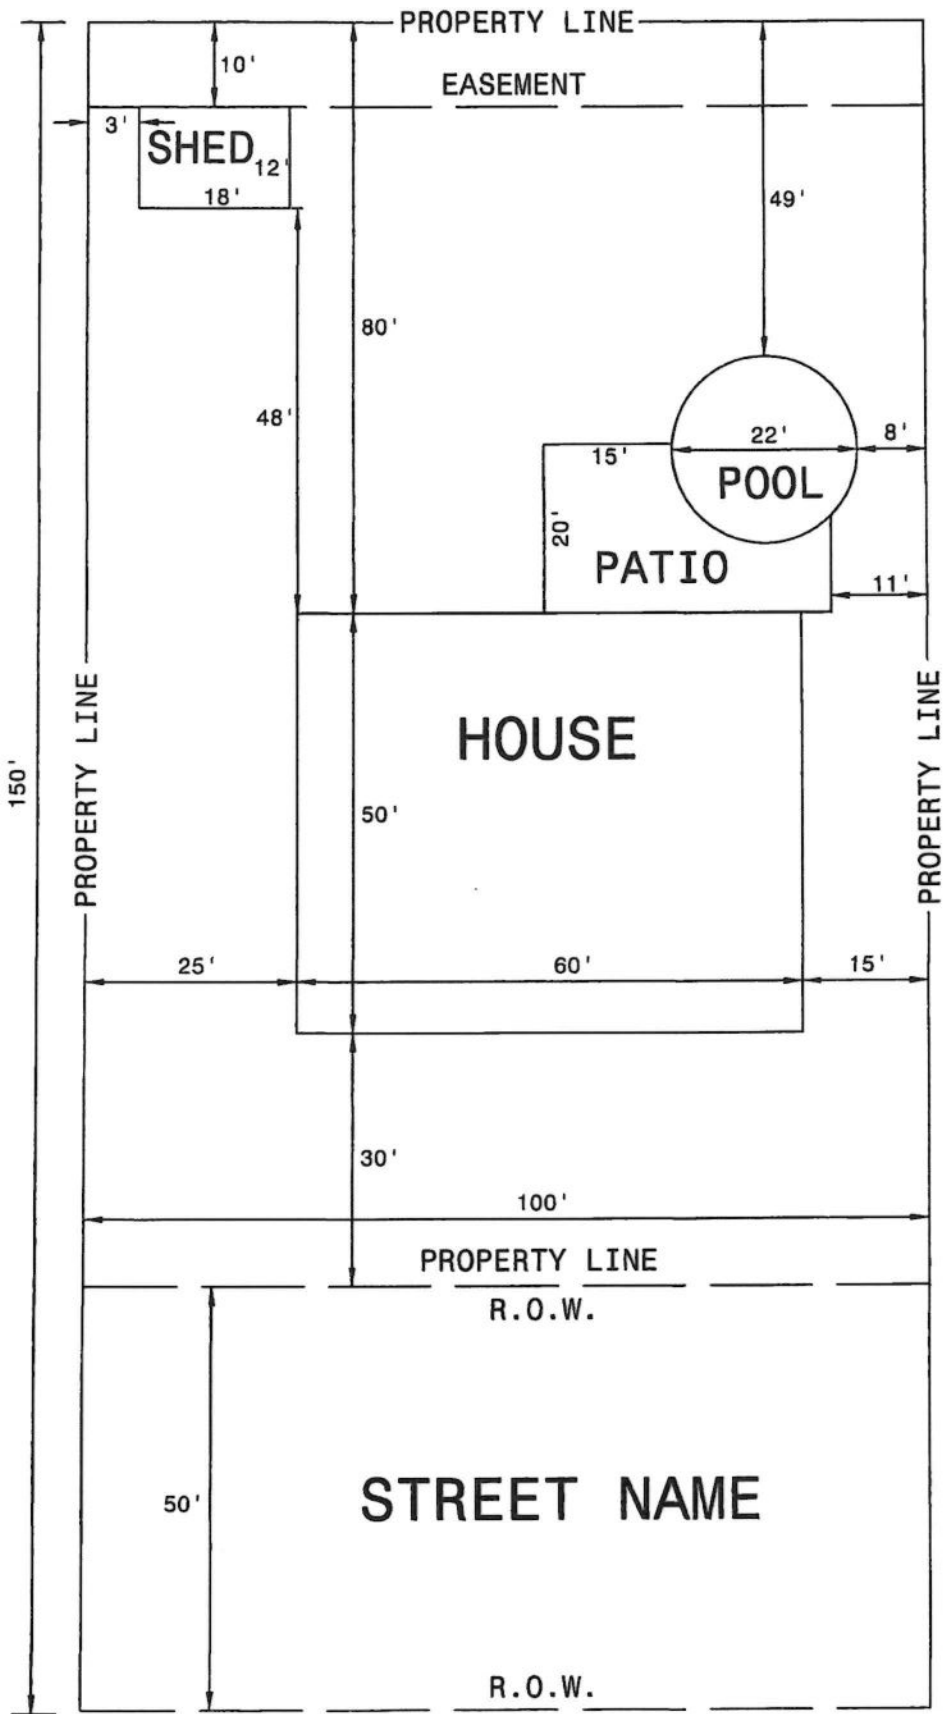 PROPERTY LINE
10'
EASEMENT
3'
SHED
12'
18'
49'
80'
48'
22'
8'
15'
POOL
20'
PATIO
11'
PROPERTY LINE
HOUSE
PROPERTY LINE
150'
50'
25'
60'
15'
30'
100'
PROPERTY LINE
R.O.W.
50'
STREET NAME
R.O.W.